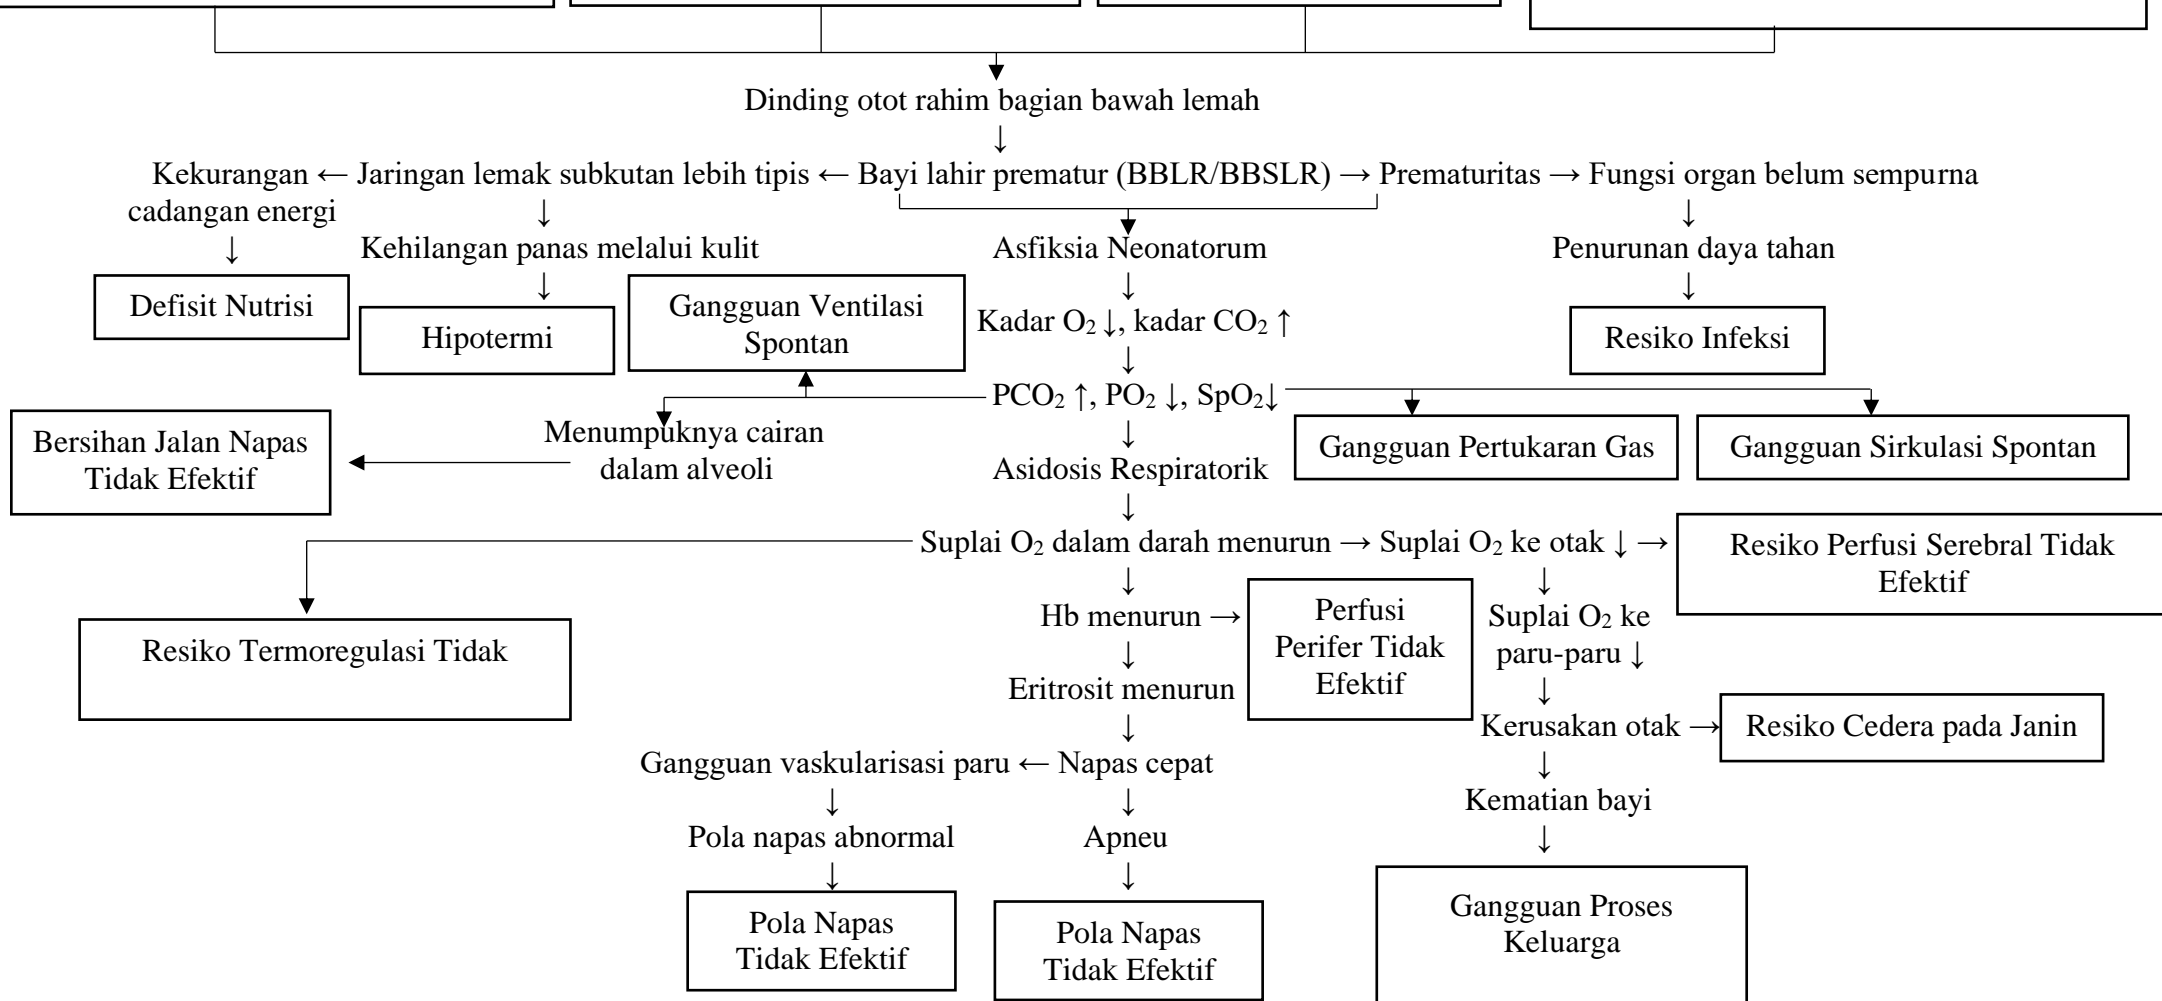 Dinding otot rahim bagian bawah lemah
↓
Kekurangan ← Jaringan lemak subkutan lebih tipis ← Bayi lahir prematur (BBLR/BBSLR) → Prematuritas → Fungsi organ belum sempurna
cadangan energi
↓ ↓ ↓
Kehilangan panas melalui kulit
Asfiksia Neonatorum
Penurunan daya tahan
↓ ↓ ↓
Defisit Nutrisi
Hipotermi
Gangguan Ventilasi
Spontan
Kadar O₂ ↓, kadar CO₂ ↑
Resiko Infeksi
↓
PCO₂ ↑, PO₂ ↓, SpO₂↓
↓
Bersihan Jalan Napas
Tidak Efektif
Menumpuknya cairan
dalam alveoli
Asidosis Respiratorik
Gangguan Pertukaran Gas
Gangguan Sirkulasi Spontan
↓
Suplai O₂ dalam darah menurun → Suplai O₂ ke otak ↓ →
Resiko Perfusi Serebral Tidak
Efektif
↓ ↓
Resiko Termoregulasi Tidak
Hb menurun →
Perfusi
Perifer Tidak
Efektif
Suplai O₂ ke
paru-paru ↓
↓ ↓
Eritrosit menurun
Kerusakan otak →
Resiko Cedera pada Janin
↓ ↓
Gangguan vaskularisasi paru ← Napas cepat
Kematian bayi
↓ ↓ ↓
Pola napas abnormal
Apneu
↓ ↓
Pola Napas
Tidak Efektif
Pola Napas
Tidak Efektif
Gangguan Proses
Keluarga